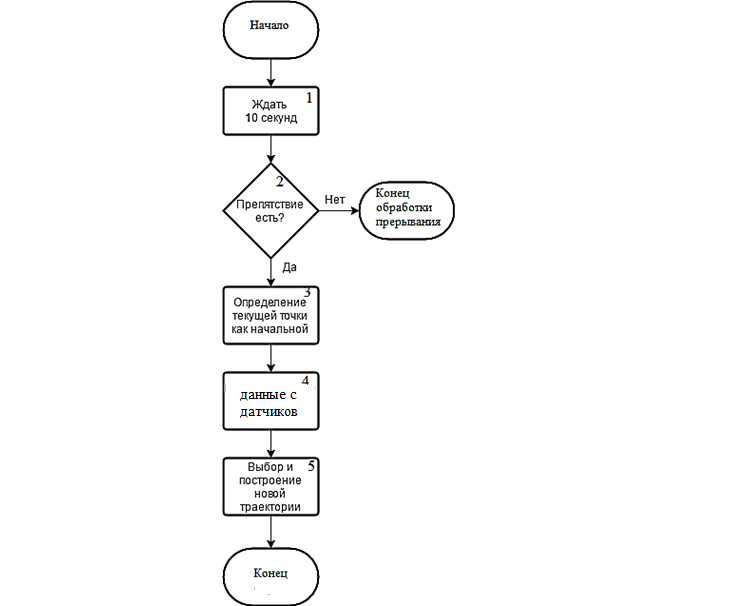 Начало
1
Ждать
10 секунд
2
Препятствие
есть?
Нет
Конец
обработки
прерывания
Да
3
Определение
текущей точки
как начальной
4
данные с
датчиков
5
Выбор и
построение
новой
траектории
Конец